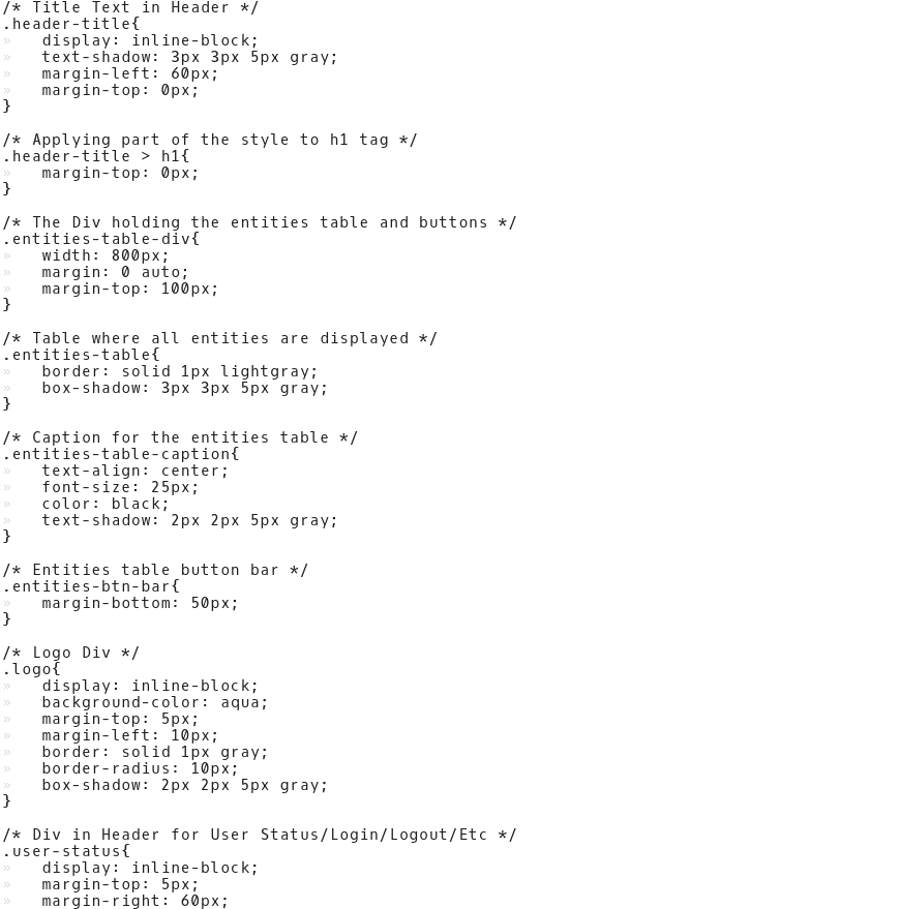 /* Title Text in Header */
.header-title{
»   display: inline-block;
»   text-shadow: 3px 3px 5px gray;
»   margin-left: 60px;
»   margin-top: 0px;
}

/* Applying part of the style to h1 tag */
.header-title > h1{
»   margin-top: 0px;
}

/* The Div holding the entities table and buttons */
.entities-table-div{
»   width: 800px;
»   margin: 0 auto;
»   margin-top: 100px;
}

/* Table where all entities are displayed */
.entities-table{
»   border: solid 1px lightgray;
»   box-shadow: 3px 3px 5px gray;
}

/* Caption for the entities table */
.entities-table-caption{
»   text-align: center;
»   font-size: 25px;
»   color: black;
»   text-shadow: 2px 2px 5px gray;
}

/* Entities table button bar */
.entities-btn-bar{
»   margin-bottom: 50px;
}

/* Logo Div */
.logo{
»   display: inline-block;
»   background-color: aqua;
»   margin-top: 5px;
»   margin-left: 10px;
»   border: solid 1px gray;
»   border-radius: 10px;
»   box-shadow: 2px 2px 5px gray;
}

/* Div in Header for User Status/Login/Logout/Etc */
.user-status{
»   display: inline-block;
»   margin-top: 5px;
»   margin-right: 60px;